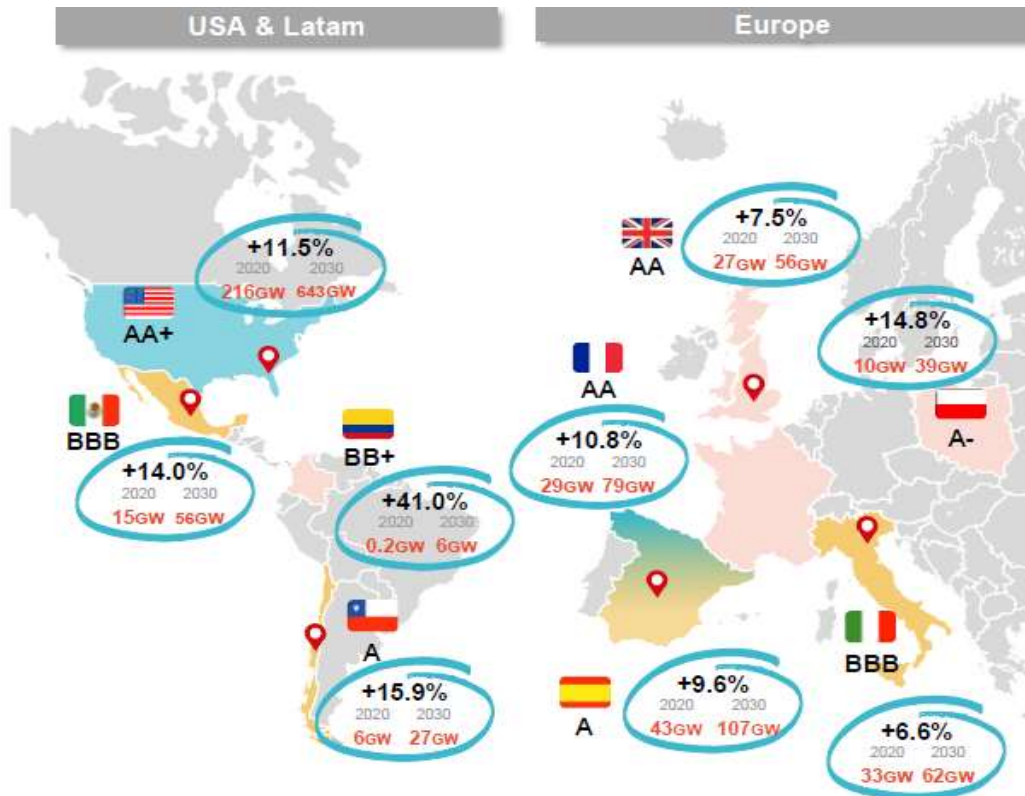 USA & Latam
+11.5%
2020 2030
216GW 643GW
AA+
BBB
+14.0%
2020 2030
15GW 56GW
BB+
+41.0%
2020 2030
0.2GW 6GW
A
+15.9%
2020 2030
6GW 27GW
Europe
+7.5%
2020 2030
27GW 56GW
AA
+14.8%
2020 2030
10GW 39GW
A-
AA
+10.8%
2020 2030
29GW 79GW
A
+9.6%
2020 2030
43GW 107GW
BBB
+6.6%
2020 2030
33GW 62GW